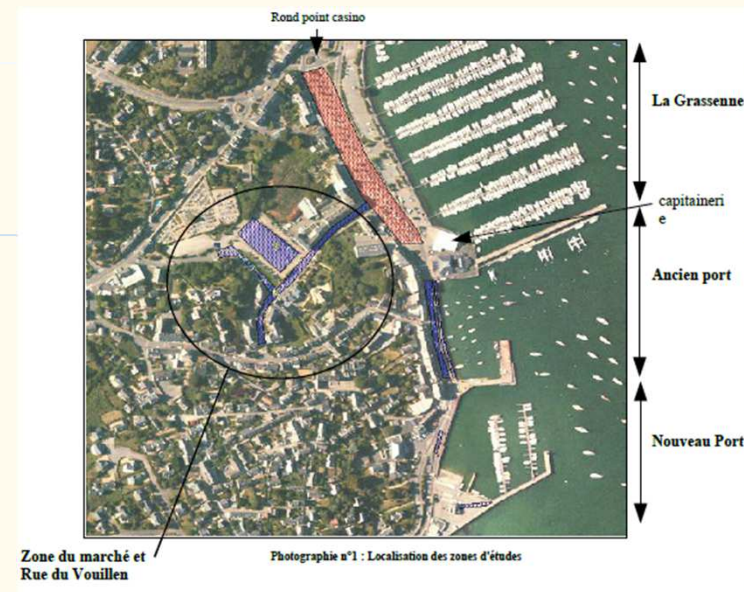 Rond point casino
La Grassenne
capitaineri
e
Ancien port
Nouveau Port
Zone du marché et
Rue du Vouillen
Photographie n°1 : Localisation des zones d'études